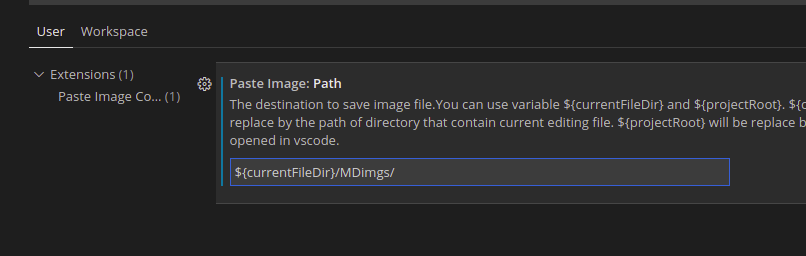 User Workspace
Extensions (1)
Paste Image Co... (1)
Paste Image: Path
The destination to save image file.You can use variable ${currentFileDir} and ${projectRoot}. ${c
replace by the path of directory that contain current editing file. ${projectRoot} will be replace b
opened in vscode.
${currentFileDir}/MDimgs/